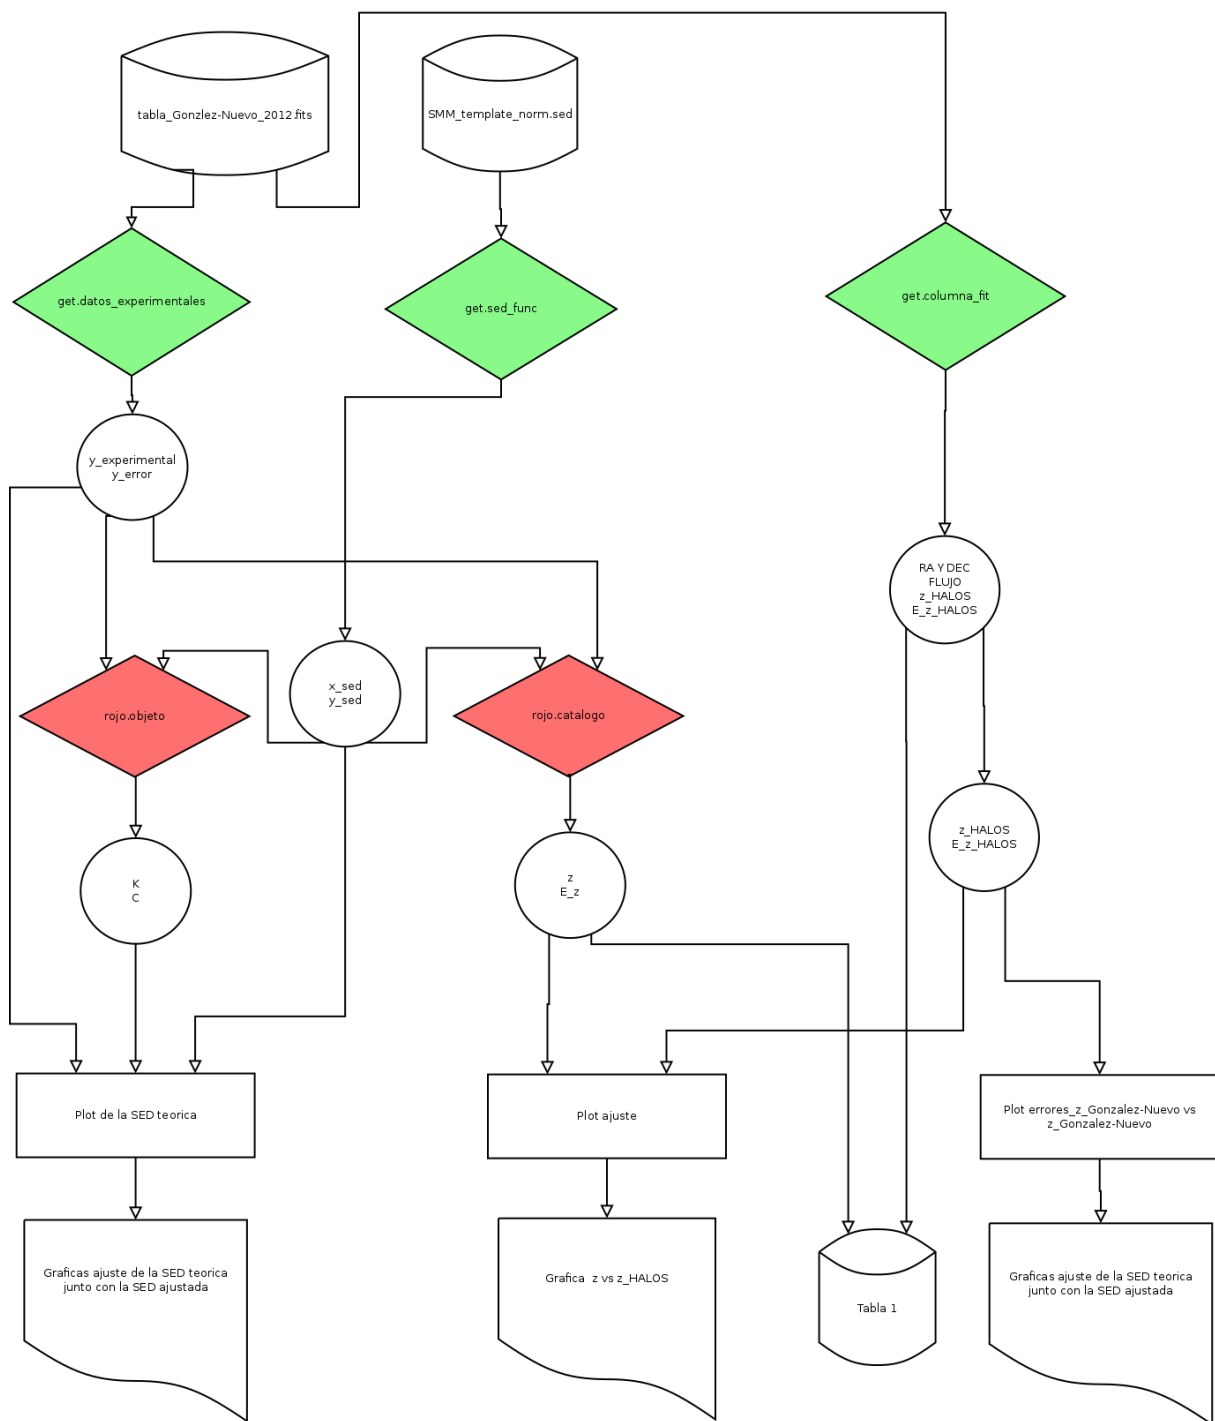 tabla_Gonzlez-Nuevo_2012.fits
SMM_template_norm.sed
get.datos_experimentales
get.sed_func
get.columna_fit
y_experimental
y_error
RA Y DEC
FLUJO
z_HALOS
E_z_HALOS
x_sed
y_sed
rojo.objeto
rojo.catalogo
z_HALOS
E_z_HALOS
K
C
z
E_z
Plot de la SED teorica
Plot ajuste
Plot errores_z_Gonzalez-Nuevo vs
z_Gonzalez-Nuevo
Graficas ajuste de la SED teorica
junto con la SED ajustada
Grafica z vs z_HALOS
Tabla 1
Graficas ajuste de la SED teorica
junto con la SED ajustada